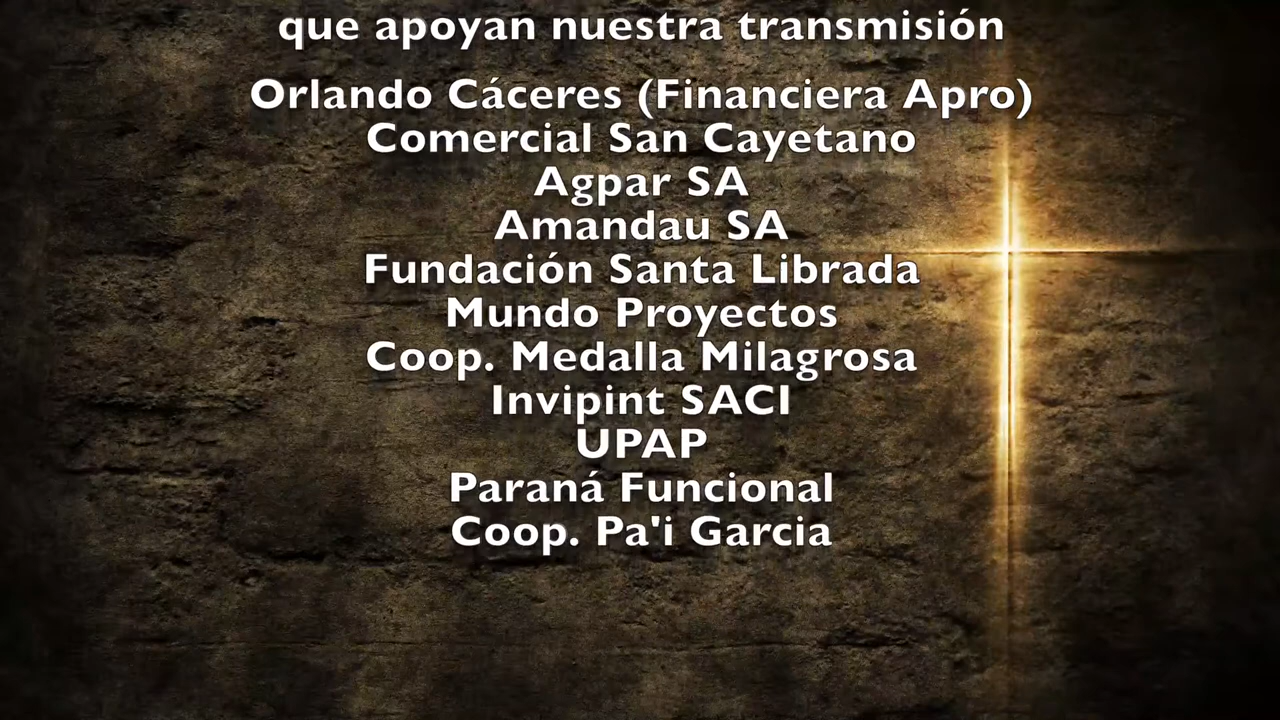 que apoyan nuestra transmisión
Orlando Cáceres (Financiera Apro)
Comercial San Cayetano
Agpar SA
Amandau SA
Fundación Santa Librada
Mundo Proyectos
Coop. Medalla Milagrosa
Invipint SACI
UPAP
Paraná Funcional
Coop. Pa'i Garcia